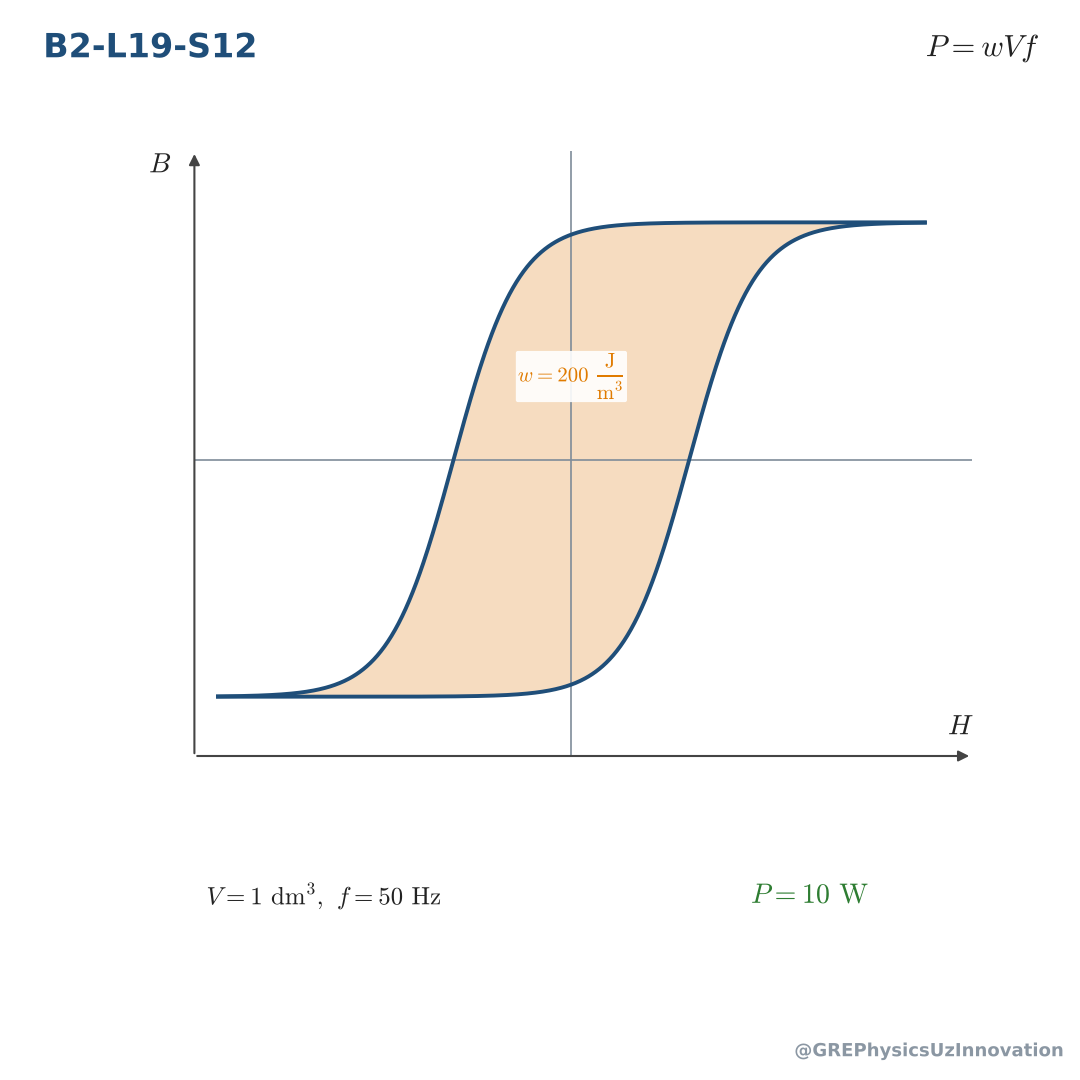 B2-L19-S12
P = wVf
B
w = 200 J/m³
H
V = 1 dm³, f = 50 Hz
P = 10 W
@GREPhysicsUzInnovation